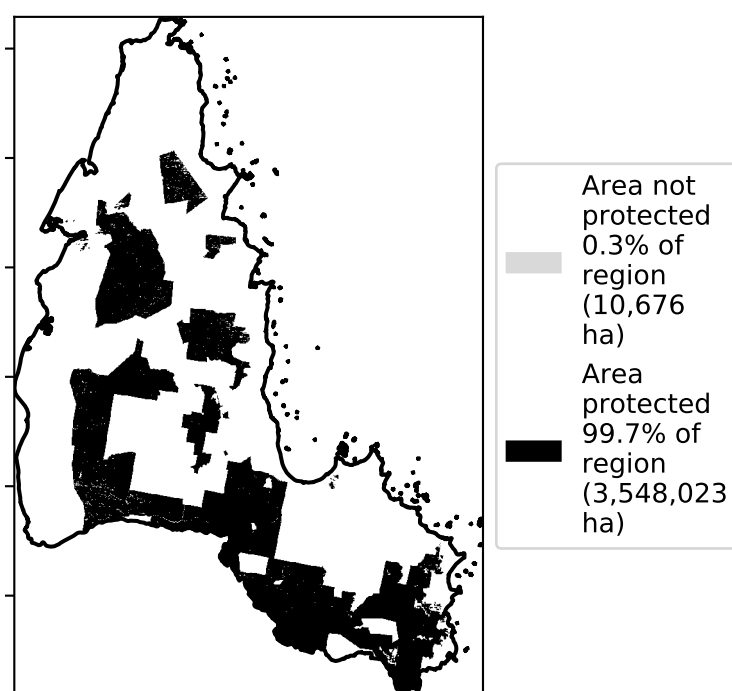 Area not
protected
0.3% of
region
(10,676
ha)
Area
protected
99.7% of
region
(3,548,023
ha)